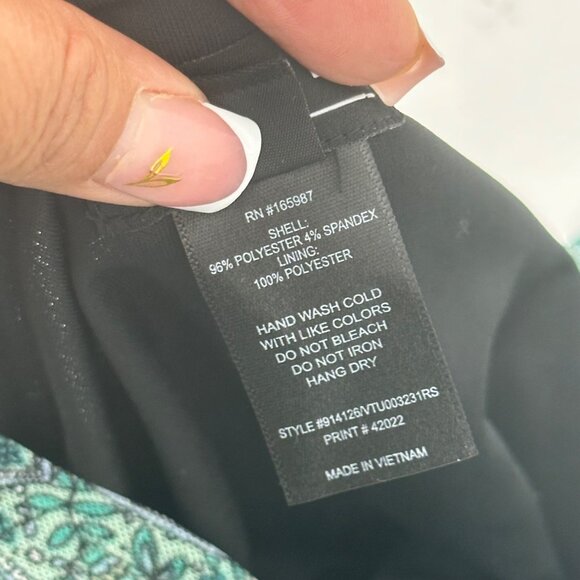 RN #165987
SHELL:
96% POLYESTER 4% SPANDEX
LINING:
100% POLYESTER
HAND WASH COLD
WITH LIKE COLORS
DO NOT BLEACH
DO NOT IRON
HANG DRY
STYLE #914126/VTU003231RS
PRINT # 42022
MADE IN VIETNAM